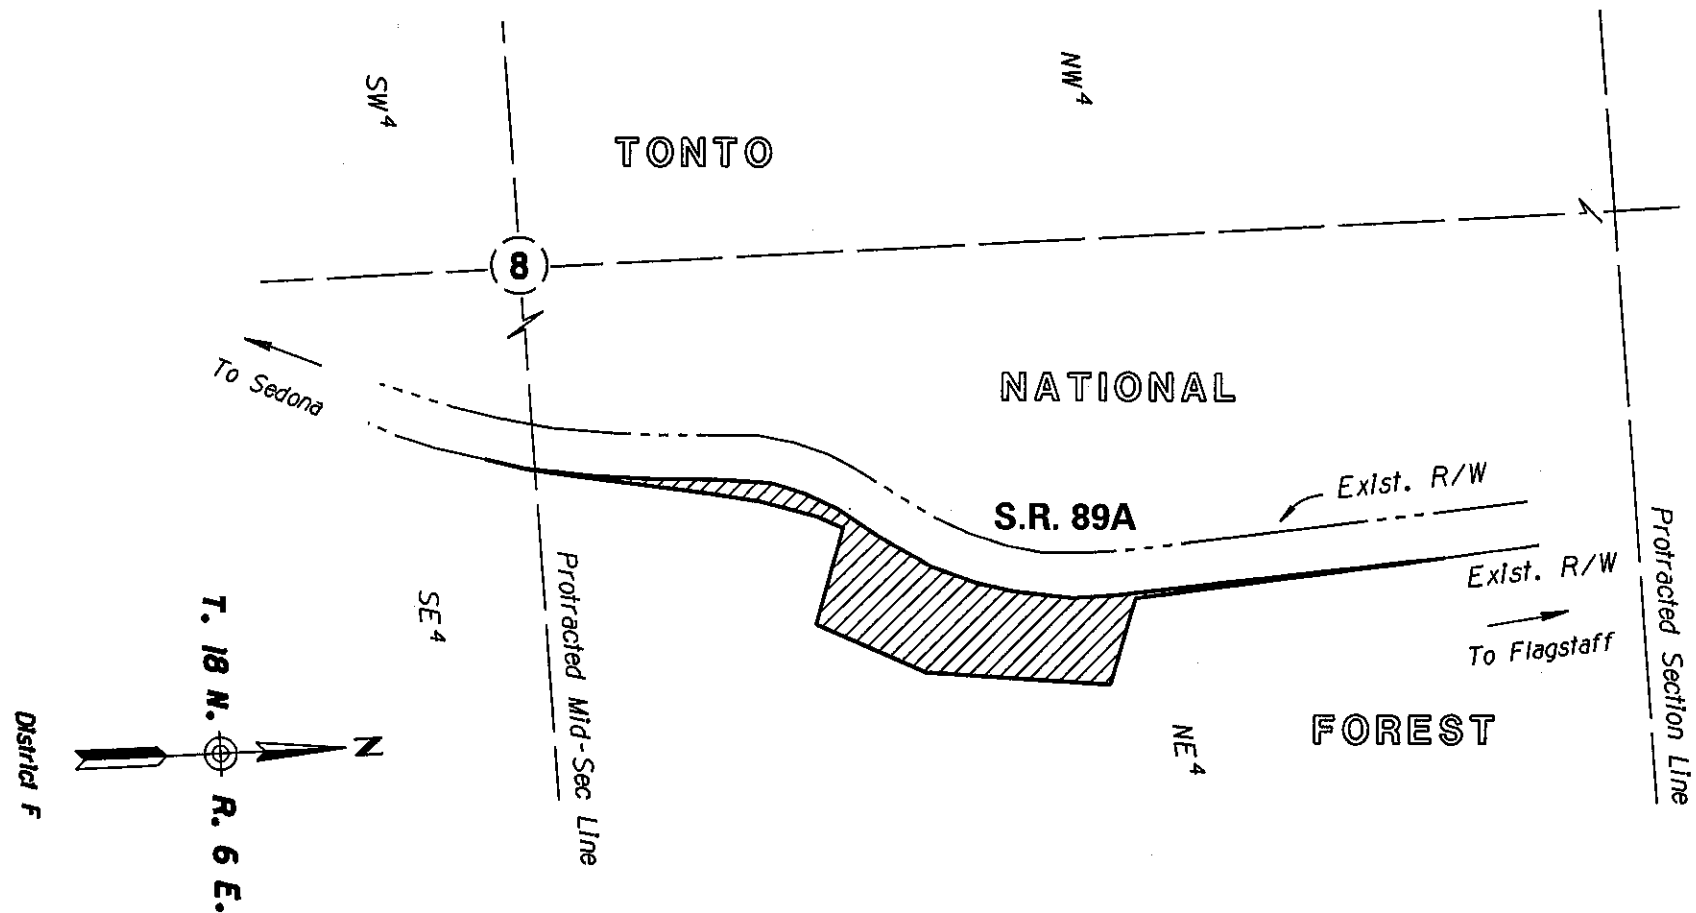 SW4
NW4
TONTO
8
To Sedona
NATIONAL
Exist. R/W
S.R. 89A
Exist. R/W
To Flagstaff
Protracted Section Line
Protracted Mid-Sec Line
SE4
NE4
FOREST
T. 18 N.
R. 6 E.
N
District F